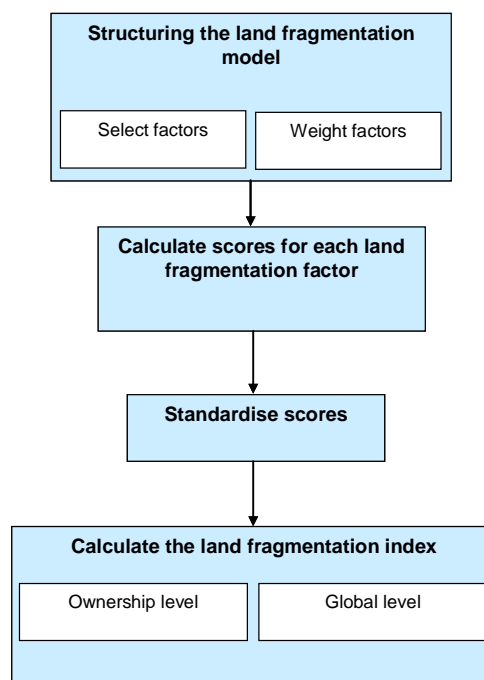 Structuring the land fragmentation
model
Select factors
Weight factors
Calculate scores for each land
fragmentation factor
Standardise scores
Calculate the land fragmentation index
Ownership level
Global level